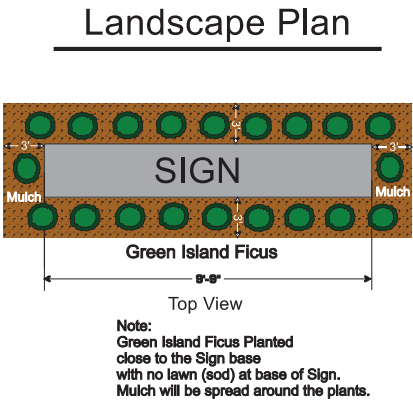 Landscape Plan
3'
3'
3'
SIGN
Mulch
Mulch
3'
Green Island Ficus
9'-9"
Top View
Note:
Green Island Ficus Planted
close to the Sign base
with no lawn (sod) at base of Sign.
Mulch will be spread around the plants.